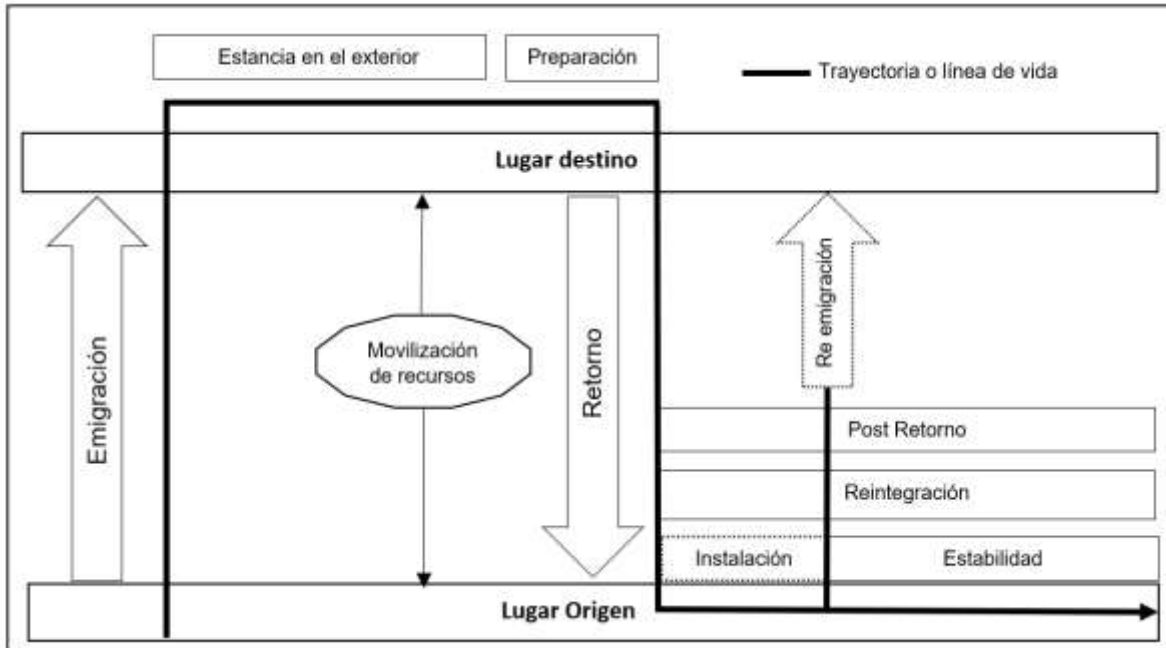 Estancia en el exterior
Preparación
Trayectoria o línea de vida
Lugar destino
Emigración
Movilización
de recursos
Retorno
Re emigración
Post Retorno
Reintegración
Instalación
Estabilidad
Lugar Origen